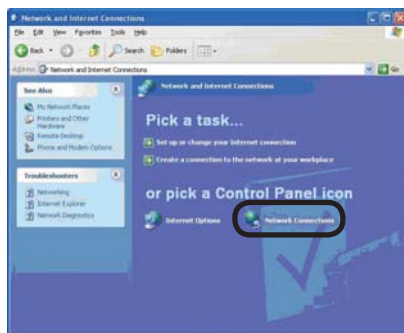 Network and Internet Connections
File Edit View Favorites Tools Help
Back Search Folders
Address Network and Internet Connections Go
See Also
My Network Places
Printers and Other
Hardware
Remote Desktop
Phone and Modem Options
Troubleshooters
Networking
Internet Explorer
Network Diagnostics
Network and Internet Connections
Pick a task...
Set up or change your Internet connection
Create a connection to the network at your workplace
or pick a Control Panel icon
Internet Options
Network Connections